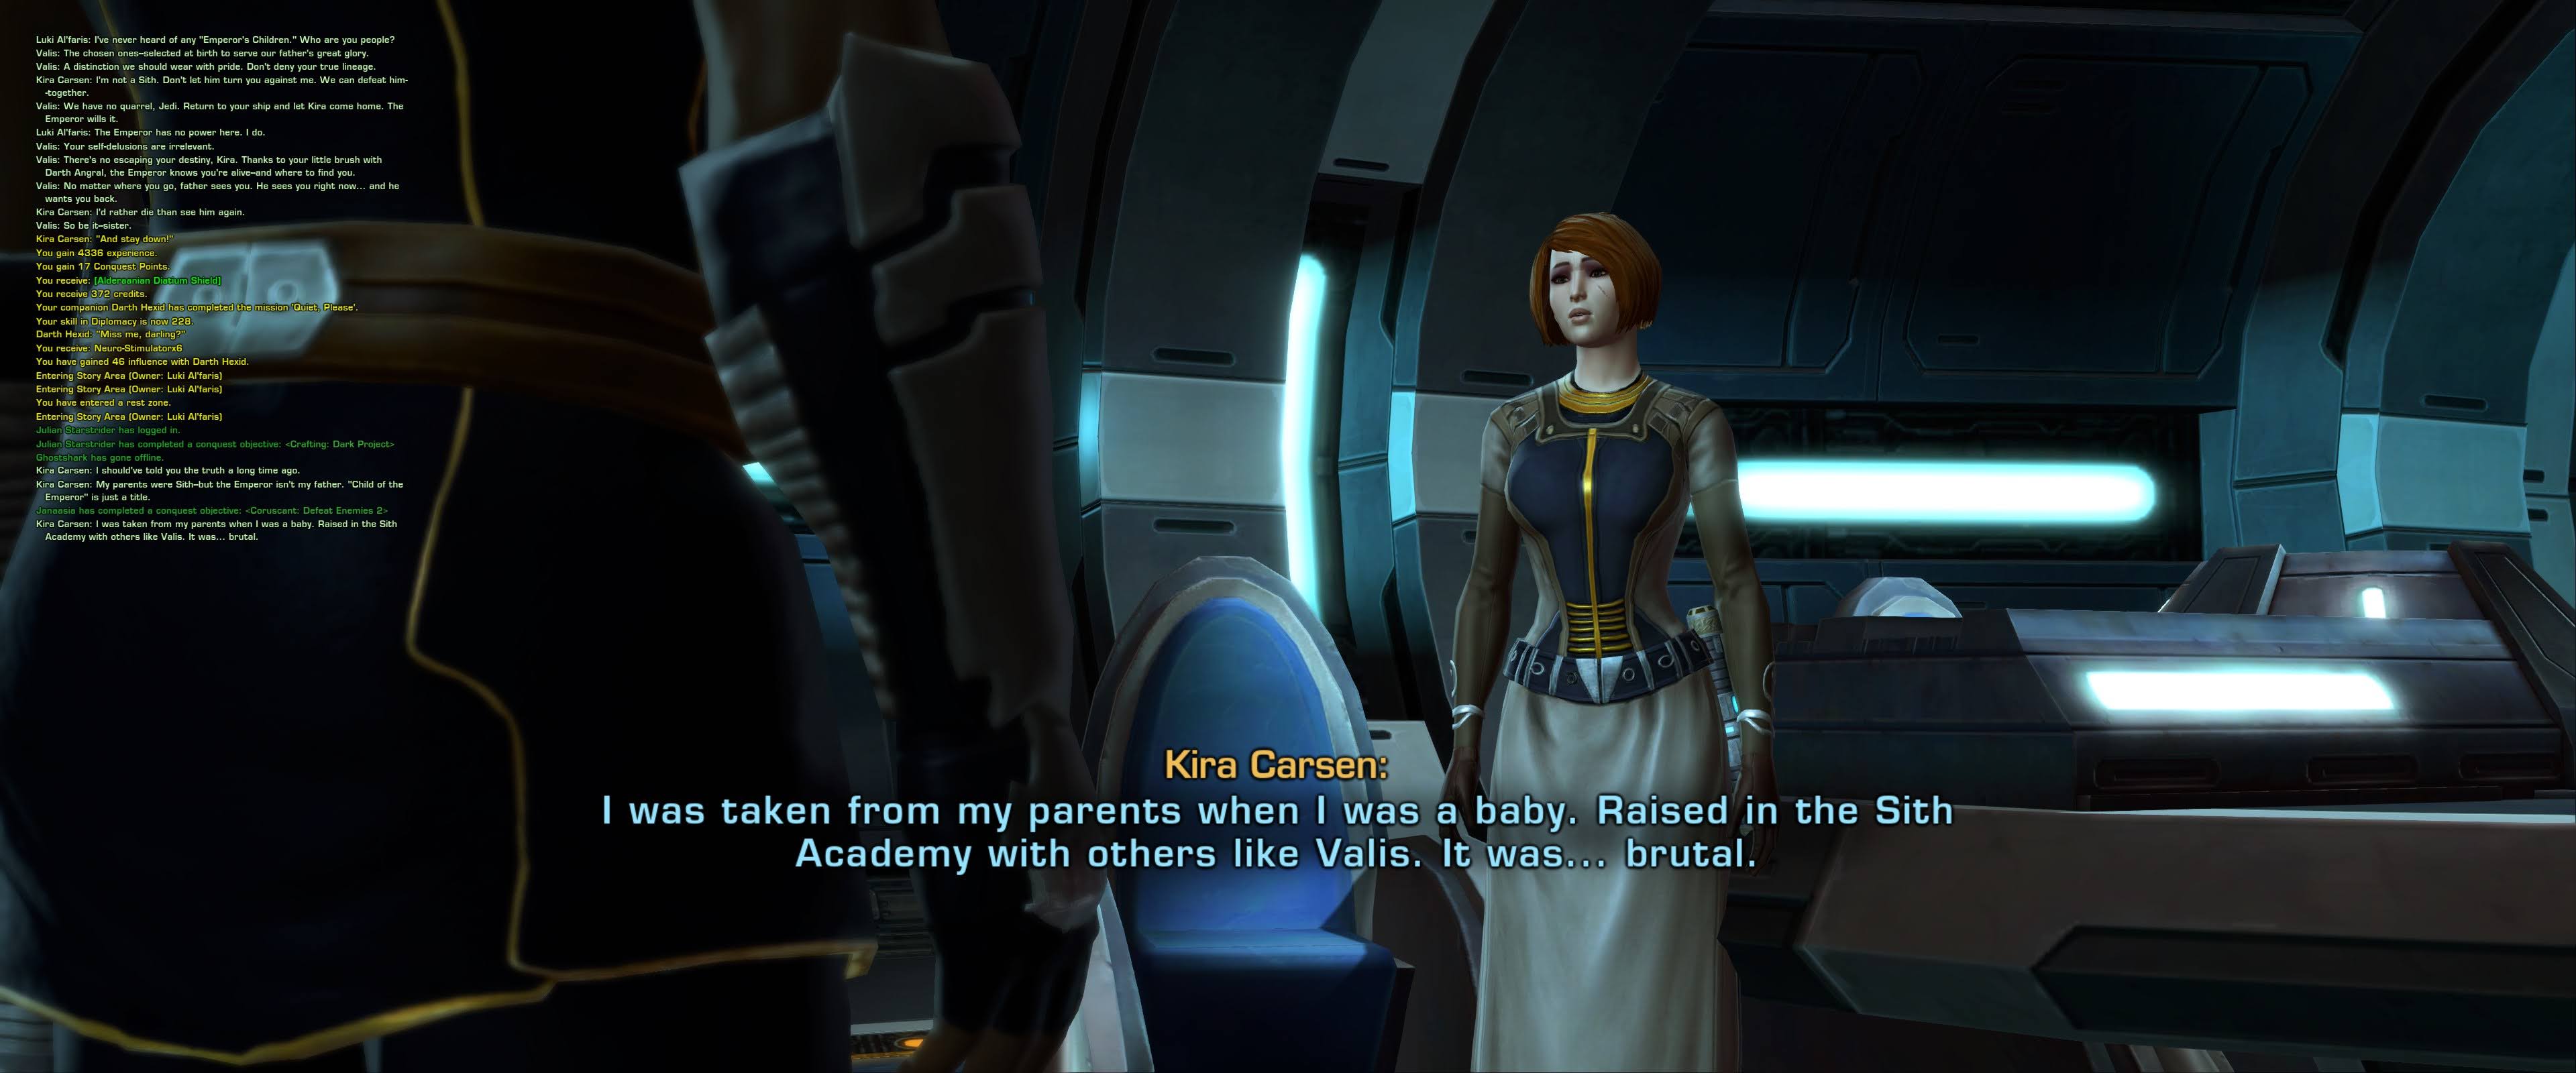 Luki Al'faris: I've never heard of any "Emperor's Children." Who are you people?
Valis: The chosen ones–selected at birth to serve our father's great glory.
Valis: A distinction we should wear with pride. Don't deny your true lineage.
Kira Carsen: I'm not a Sith. Don't let him turn you against me. We can defeat him-
-together.
Valis: We have no quarrel, Jedi. Return to your ship and let Kira come home. The
Emperor wills it.
Luki Al'faris: The Emperor has no power here. I do.
Valis: Your self-delusions are irrelevant.
Valis: There's no escaping your destiny, Kira. Thanks to your little brush with
Darth Angral, the Emperor knows you're alive–and where to find you.
Valis: No matter where you go, father sees you. He sees you right now... and he
wants you back.
Kira Carsen: I'd rather die than see him again.
Valis: So be it–sister.
Kira Carsen: "And stay down!"
You gain 4336 experience.
You gain 17 Conquest Points.
You receive: [Alderaanian Diatium Shield]
You receive 372 credits.
Your companion Darth Hexid has completed the mission 'Quiet, Please'.
Your skill in Diplomacy is now 228.
Darth Hexid: "Miss me, darling?"
You receive: Neuro-Stimulatorx6
You have gained 46 influence with Darth Hexid.
Entering Story Area (Owner: Luki Al'faris)
Entering Story Area (Owner: Luki Al'faris)
You have entered a rest zone.
Entering Story Area (Owner: Luki Al'faris)
Julian Starstrider has logged in.
Julian Starstrider has completed a conquest objective: <Crafting: Dark Project>
Ghostshark has gone offline.
Kira Carsen: I should've told you the truth a long time ago.
Kira Carsen: My parents were Sith–but the Emperor isn't my father. "Child of the
Emperor" is just a title.
Janaasia has completed a conquest objective: <Coruscant: Defeat Enemies 2>
Kira Carsen: I was taken from my parents when I was a baby. Raised in the Sith
Academy with others like Valis. It was... brutal.
Kira Carsen:
I was taken from my parents when I was a baby. Raised in the Sith
Academy with others like Valis. It was... brutal.